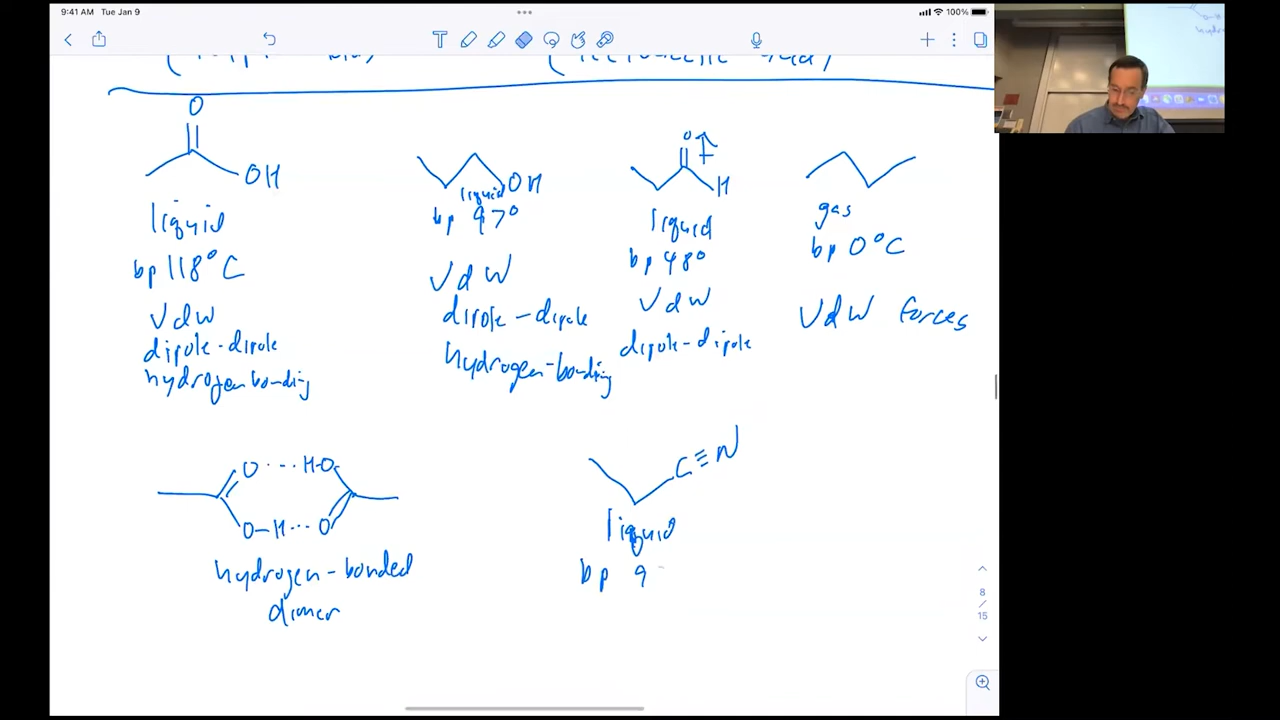 9:41 AM Tue Jan 9
100%
O
OH
liquid
bp 118°C
VdW
dipole-dipole
hydrogen bonding
OH
liquid
bp 97°
VdW
dipole-dipole
hydrogen-bonding
O
H
liquid
bp 48°
VdW
dipole-dipole
gas
bp 0°C
VdW forces
O ··· H-O
O-H ··· O
hydrogen-bonded
dimer
C≡N
liquid
bp 9
8
/
15